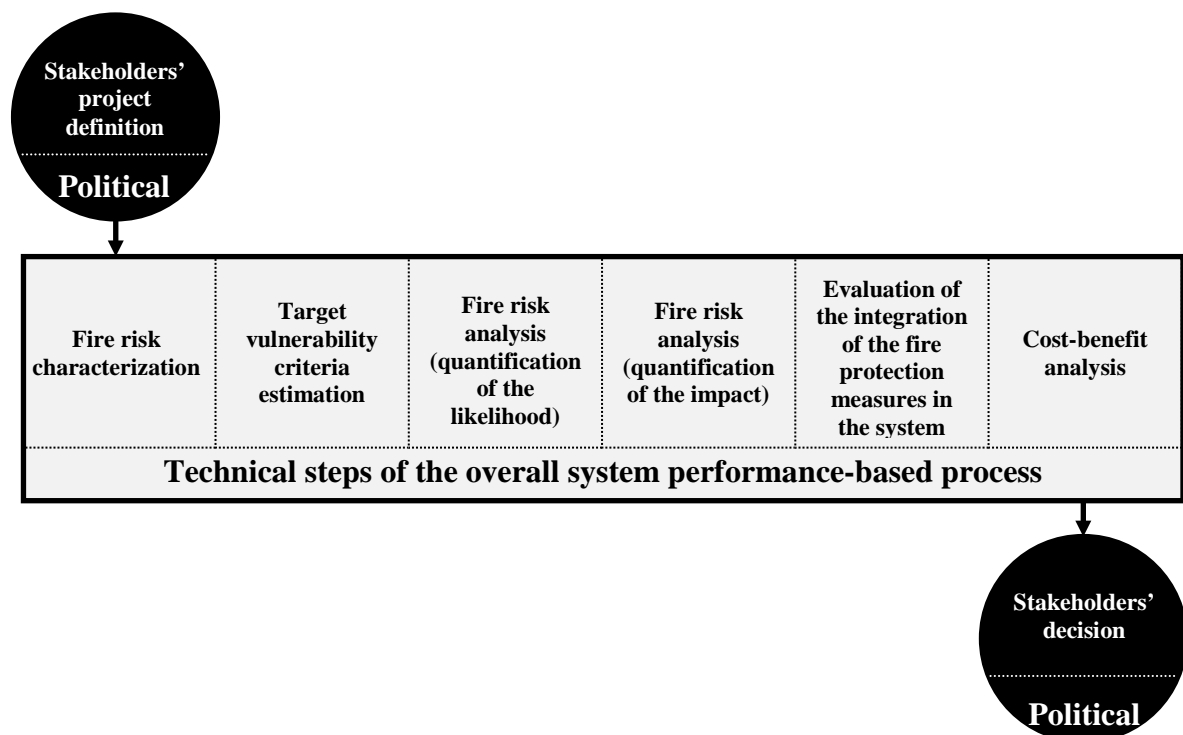 Stakeholders’
project
definition
Political
Fire risk
characterization
Target
vulnerability
criteria
estimation
Fire risk
analysis
(quantification
of the
likelihood)
Fire risk
analysis
(quantification
of the impact)
Evaluation of
the integration
of the fire
protection
measures in
the system
Cost-benefit
analysis
Technical steps of the overall system performance-based process
Stakeholders’
decision
Political